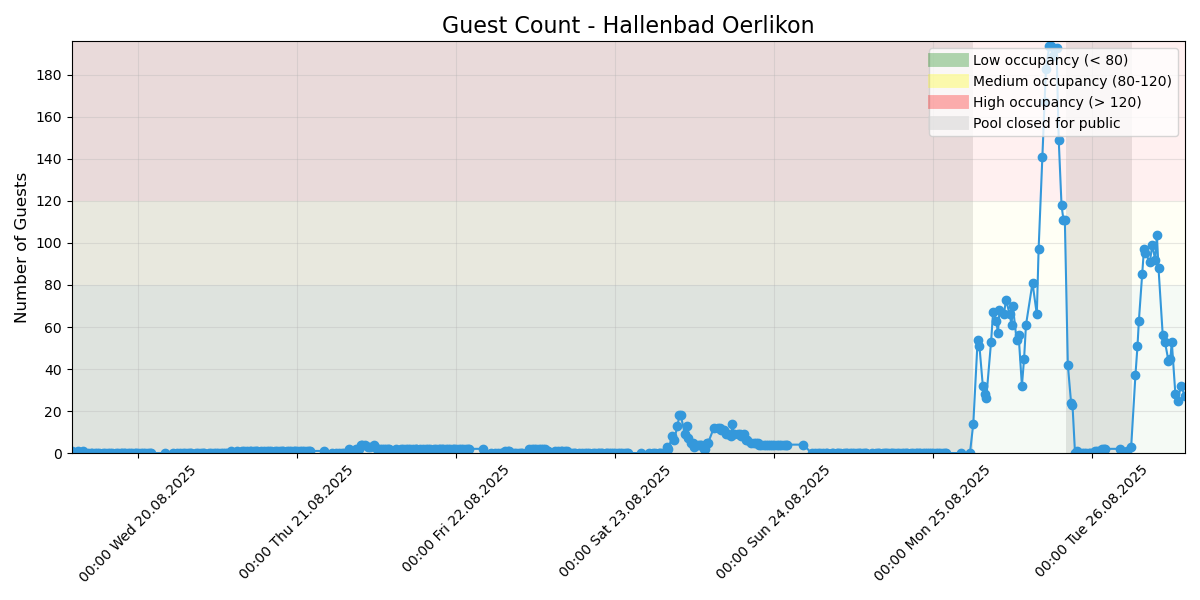 Guest Count - Hallenbad Oerlikon
Low occupancy (< 80)
Medium occupancy (80-120)
High occupancy (> 120)
Pool closed for public
Number of Guests
180
160
140
120
100
80
60
40
20
0
00:00 Wed 20.08.2025
00:00 Thu 21.08.2025
00:00 Fri 22.08.2025
00:00 Sat 23.08.2025
00:00 Sun 24.08.2025
00:00 Mon 25.08.2025
00:00 Tue 26.08.2025